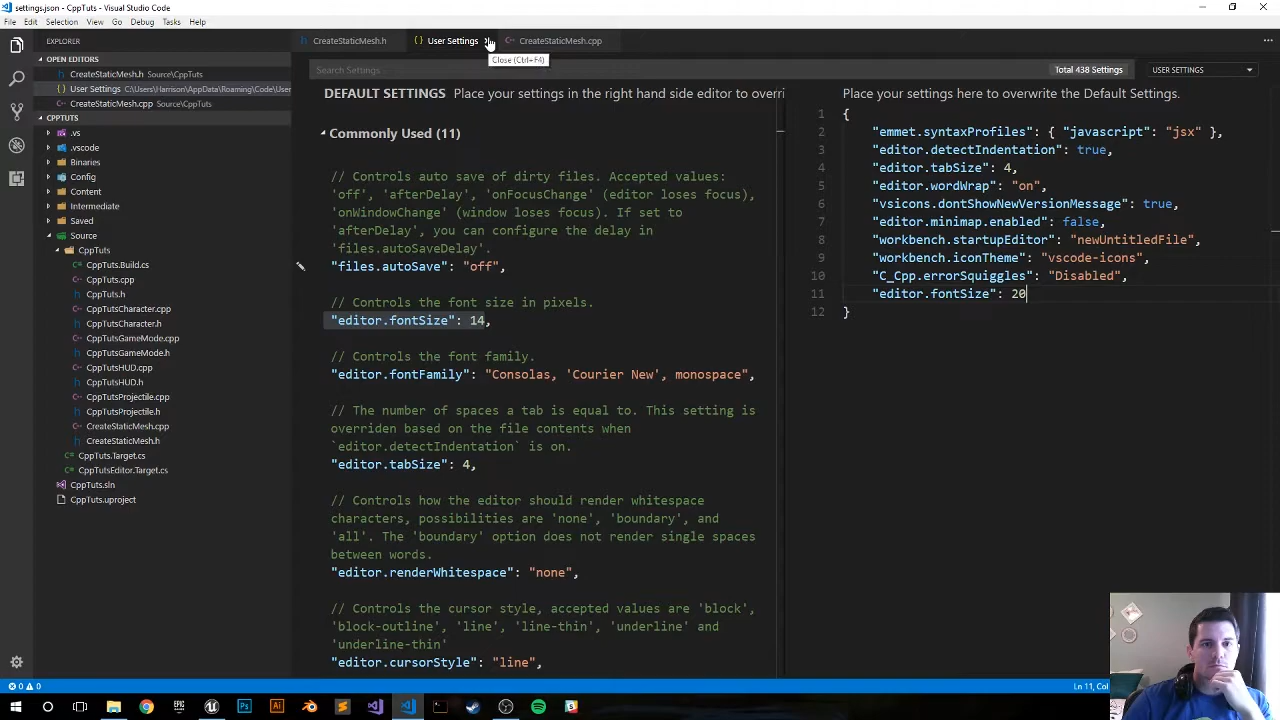 settings.json - CppTuts - Visual Studio Code
File Edit Selection View Go Debug Tasks Help
EXPLORER
CreateStaticMesh.h
{ } User Settings
CreateStaticMesh.cpp
Close (Ctrl+F4)
OPEN EDITORS
CreateStaticMesh.h Source\CppTuts
{ } User Settings C:\Users\Harrison\AppData\Roaming\Code\User
CreateStaticMesh.cpp Source\CppTuts
CPPTUTS
.vs
.vscode
Binaries
Config
Content
Intermediate
Saved
Source
CppTuts
CppTuts.Build.cs
CppTuts.cpp
CppTuts.h
CppTutsCharacter.cpp
CppTutsCharacter.h
CppTutsGameMode.cpp
CppTutsGameMode.h
CppTutsHUD.cpp
CppTutsHUD.h
CppTutsProjectile.cpp
CppTutsProjectile.h
CreateStaticMesh.cpp
CreateStaticMesh.h
CppTuts.Target.cs
CppTutsEditor.Target.cs
CppTuts.sln
CppTuts.uproject
Search Settings
Total 438 Settings
USER SETTINGS
DEFAULT SETTINGS Place your settings in the right hand side editor to overri
Commonly Used (11)
// Controls auto save of dirty files. Accepted values:
'off', 'afterDelay', 'onFocusChange' (editor loses focus),
'onWindowChange' (window loses focus). If set to
'afterDelay', you can configure the delay in
'files.autoSaveDelay'.
"files.autoSave": "off",
// Controls the font size in pixels.
"editor.fontSize": 14,
// Controls the font family.
"editor.fontFamily": "Consolas, 'Courier New', monospace",
// The number of spaces a tab is equal to. This setting is
overriden based on the file contents when
`editor.detectIndentation` is on.
"editor.tabSize": 4,
// Controls how the editor should render whitespace
characters, possibilities are 'none', 'boundary', and
'all'. The 'boundary' option does not render single spaces
between words.
"editor.renderWhitespace": "none",
// Controls the cursor style, accepted values are 'block',
'block-outline', 'line', 'line-thin', 'underline' and
'underline-thin'
"editor.cursorStyle": "line",
Place your settings here to overwrite the Default Settings.
1 {
2 "emmet.syntaxProfiles": { "javascript": "jsx" },
3 "editor.detectIndentation": true,
4 "editor.tabSize": 4,
5 "editor.wordWrap": "on",
6 "vsicons.dontShowNewVersionMessage": true,
7 "editor.minimap.enabled": false,
8 "workbench.startupEditor": "newUntitledFile",
9 "workbench.iconTheme": "vscode-icons",
10 "C_Cpp.errorSquiggles": "Disabled",
11 "editor.fontSize": 20
12 }
0 0
Ln 11, Col